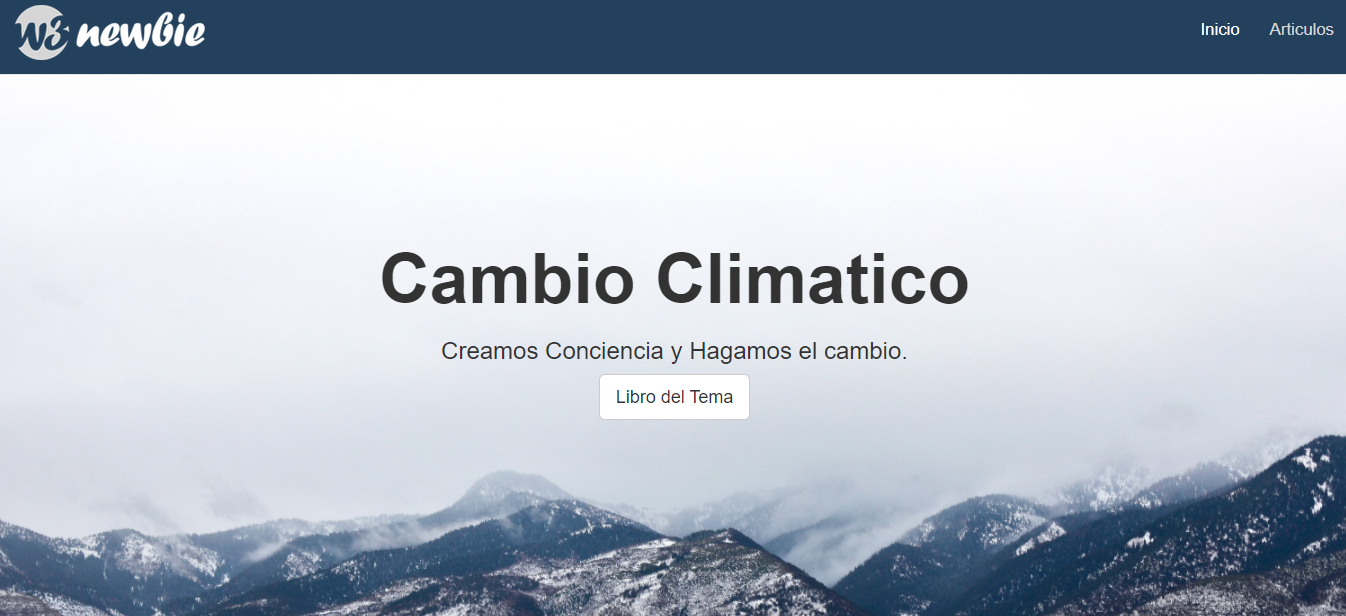 W3 newbie
Inicio
Articulos
Cambio Climatico
Creamos Conciencia y Hagamos el cambio.
Libro del Tema